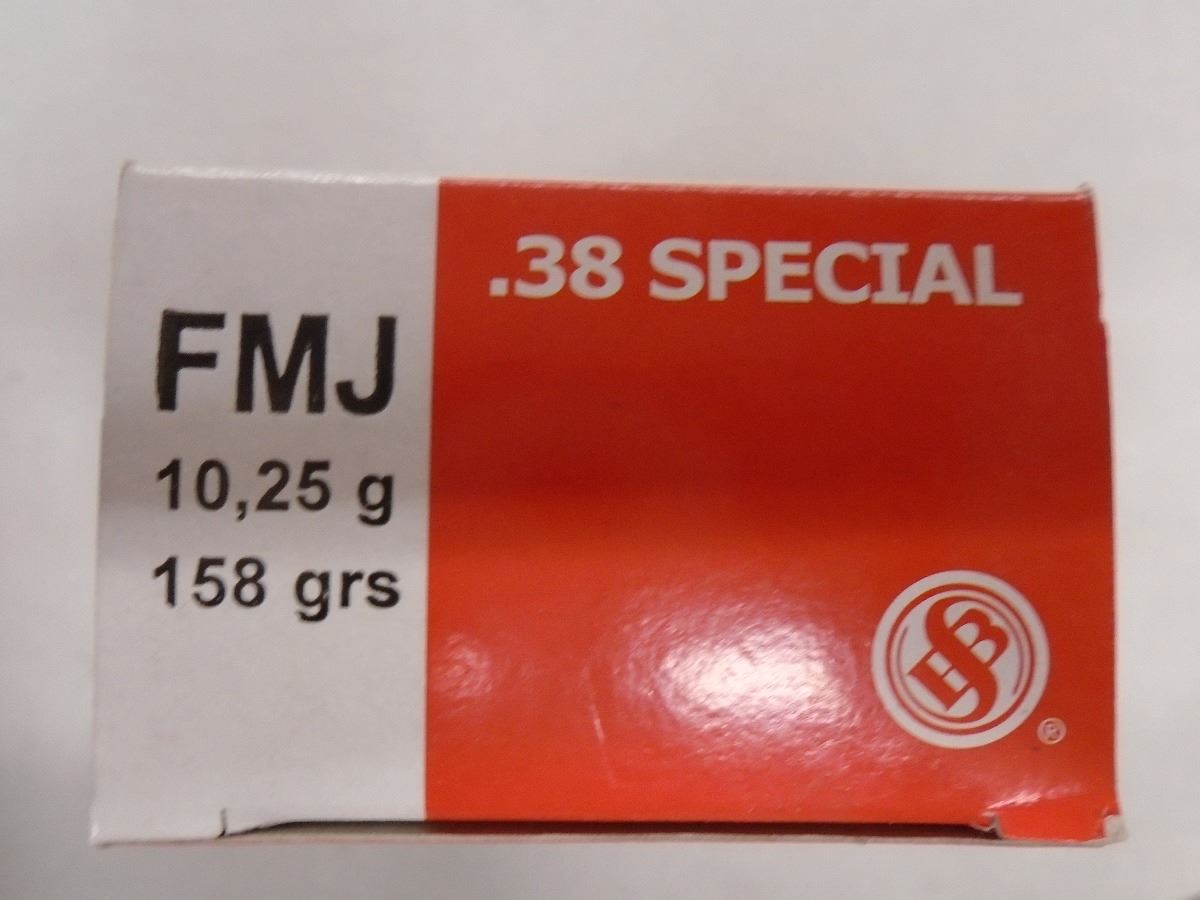 .38 SPECIAL
FMJ
10,25 g
158 grs
S
B
®